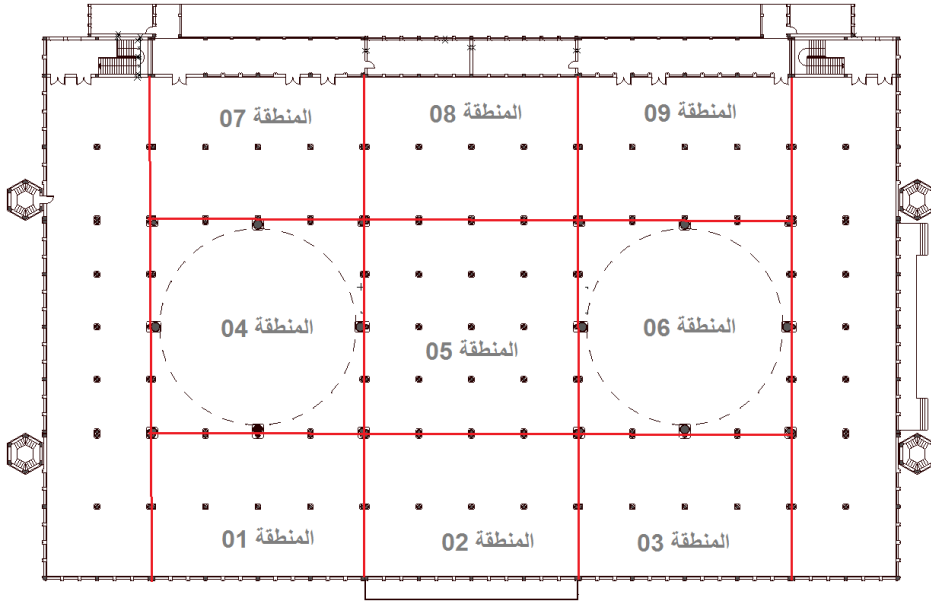 المنطقة 07
المنطقة 08
المنطقة 09
المنطقة 04
المنطقة 05
المنطقة 06
المنطقة 01
المنطقة 02
المنطقة 03